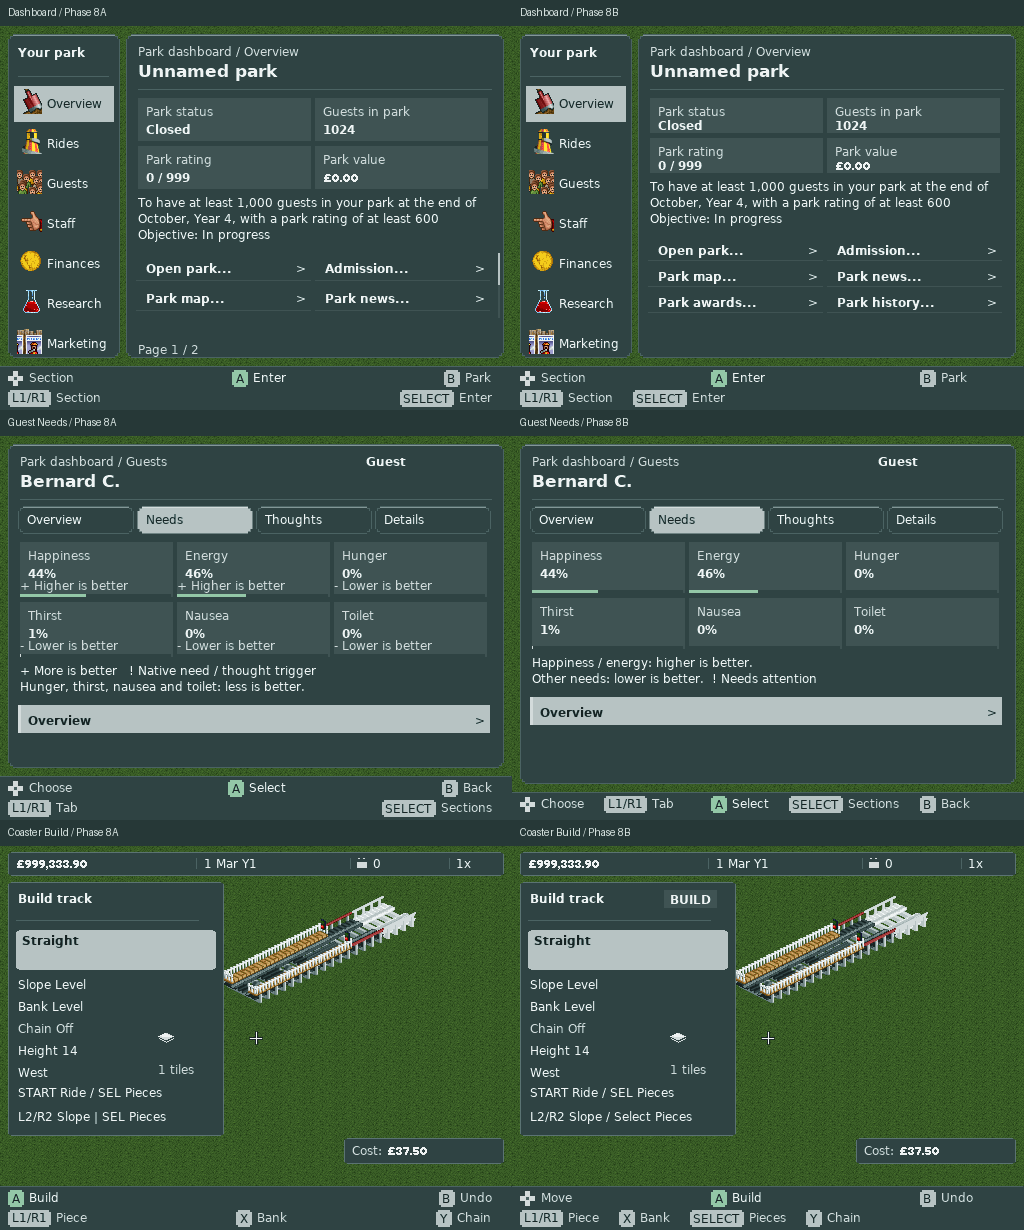 Dashboard / Phase 8A
Your park
Overview
Rides
Guests
Staff
Finances
Research
Marketing
Park dashboard / Overview
Unnamed park
Park status
Closed
Guests in park
1024
Park rating
0 / 999
Park value
£0.00
To have at least 1,000 guests in your park at the end of
October, Year 4, with a park rating of at least 600
Objective: In progress
Open park... >
Admission... >
Park map... >
Park news... >
Page 1 / 2
Section
A Enter
B Park
L1/R1 Section
SELECT Enter
Dashboard / Phase 8B
Your park
Overview
Rides
Guests
Staff
Finances
Research
Marketing
Park dashboard / Overview
Unnamed park
Park status
Closed
Guests in park
1024
Park rating
0 / 999
Park value
£0.00
To have at least 1,000 guests in your park at the end of
October, Year 4, with a park rating of at least 600
Objective: In progress
Open park... >
Admission... >
Park map... >
Park news... >
Park awards... >
Park history... >
Section
A Enter
B Park
L1/R1 Section
SELECT Enter
Guest Needs / Phase 8A
Park dashboard / Guests
Guest
Bernard C.
Overview
Needs
Thoughts
Details
Happiness
44%
+ Higher is better
Energy
46%
+ Higher is better
Hunger
0%
- Lower is better
Thirst
1%
- Lower is better
Nausea
0%
- Lower is better
Toilet
0%
- Lower is better
+ More is better ! Native need / thought trigger
Hunger, thirst, nausea and toilet: less is better.
Overview >
Choose
A Select
B Back
L1/R1 Tab
SELECT Sections
Guest Needs / Phase 8B
Park dashboard / Guests
Guest
Bernard C.
Overview
Needs
Thoughts
Details
Happiness
44%
Energy
46%
Hunger
0%
Thirst
1%
Nausea
0%
Toilet
0%
Happiness / energy: higher is better.
Other needs: lower is better. ! Needs attention
Overview >
Choose
L1/R1 Tab
A Select
SELECT Sections
B Back
Coaster Build / Phase 8A
£999,333.90
1 Mar Y1
0
1x
Build track
Straight
Slope Level
Bank Level
Chain Off
Height 14
West
1 tiles
START Ride / SEL Pieces
L2/R2 Slope | SEL Pieces
Cost: £37.50
A Build
B Undo
L1/R1 Piece
X Bank
Y Chain
Coaster Build / Phase 8B
£999,333.90
1 Mar Y1
0
1x
Build track
BUILD
Straight
Slope Level
Bank Level
Chain Off
Height 14
West
1 tiles
START Ride / SEL Pieces
L2/R2 Slope / Select Pieces
Cost: £37.50
Move
A Build
B Undo
L1/R1 Piece
X Bank
SELECT Pieces
Y Chain